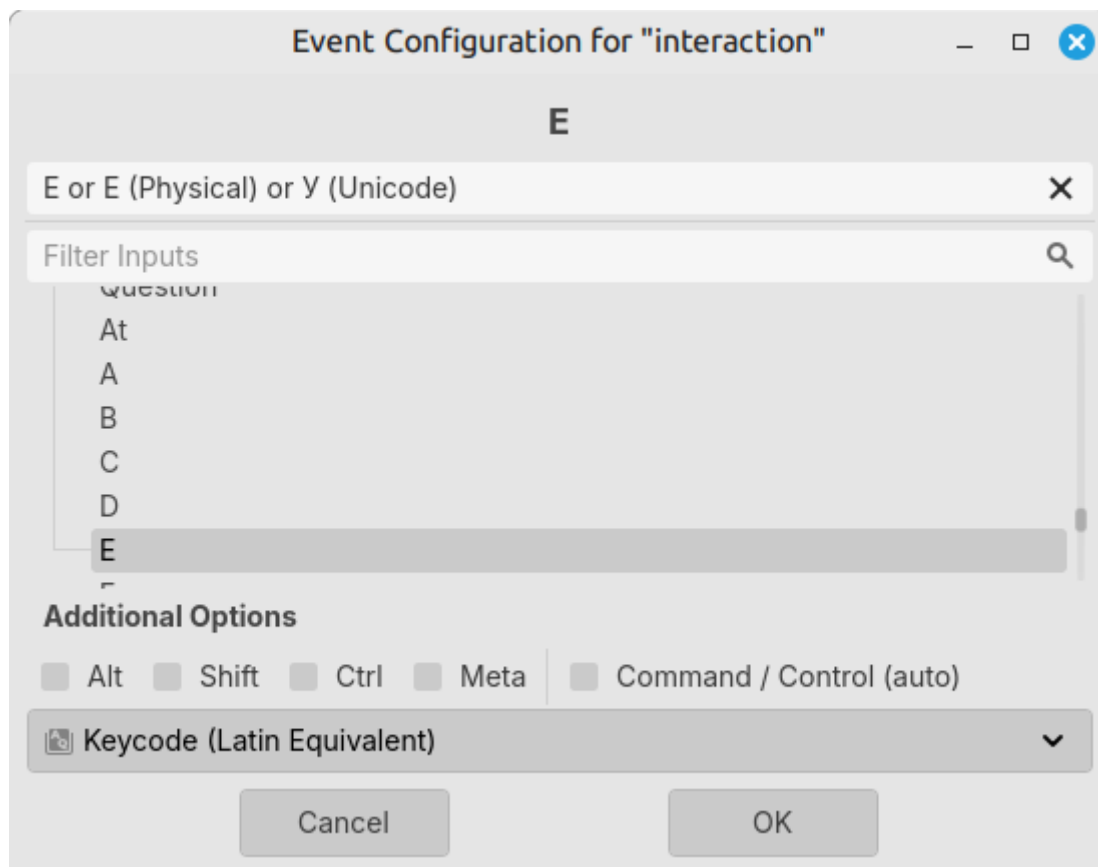 Event Configuration for "interaction"
E
E or E (Physical) or У (Unicode)
Filter Inputs
Question
At
A
B
C
D
E
Additional Options
Alt Shift Ctrl Meta Command / Control (auto)
Keycode (Latin Equivalent)
Cancel OK